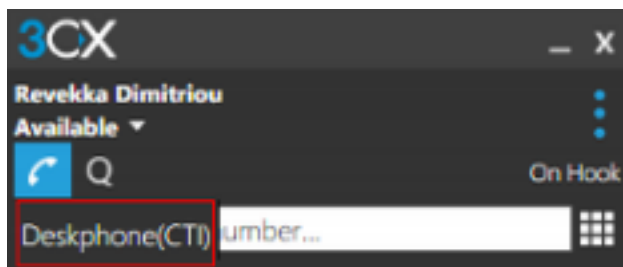 3CX
_ X
Revekka Dimitriou
Available
Q
On Hook
Deskphone(CTI) umber...